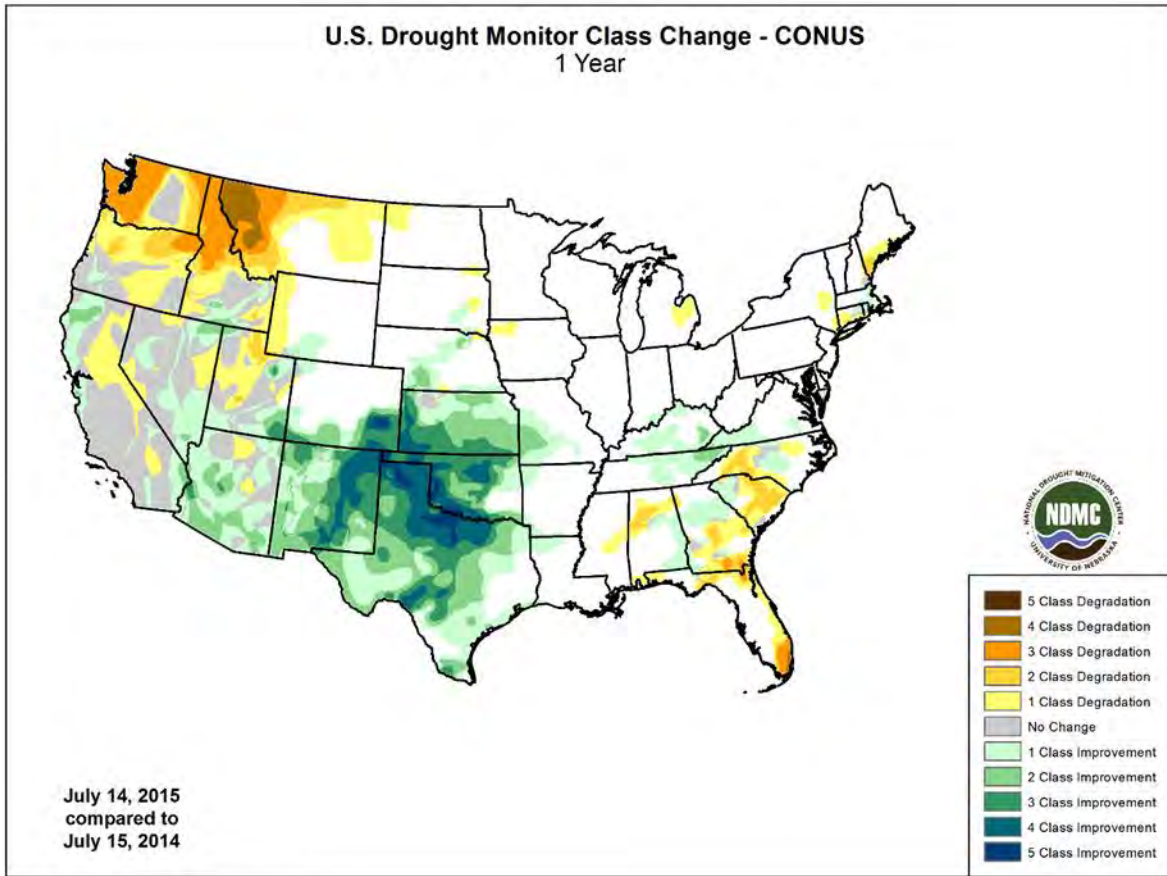 U.S. Drought Monitor Class Change - CONUS
1 Year
NATIONAL DROUGHT MITIGATION CENTER
NDMC
UNIVERSITY OF NEBRASKA
5 Class Degradation
4 Class Degradation
3 Class Degradation
2 Class Degradation
1 Class Degradation
No Change
1 Class Improvement
2 Class Improvement
3 Class Improvement
4 Class Improvement
5 Class Improvement
July 14, 2015
compared to
July 15, 2014